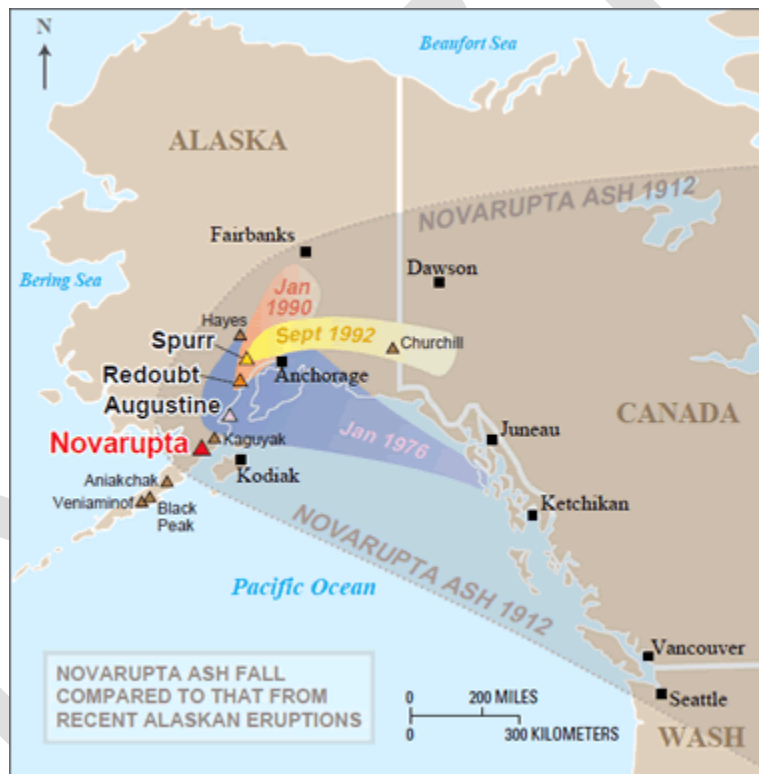 N
Beaufort Sea
ALASKA
NOVARUPTA ASH 1912
Fairbanks
Dawson
Bering Sea
Jan
1990
Hayes
Sept 1992
Spurr
Churchill
Redoubt
Anchorage
Augustine
CANADA
Novarupta
Kaguyak
Jan 1976
Juneau
Aniakchak
Kodiak
Veniaminof
Black
Peak
Ketchikan
NOVARUPTA ASH 1912
Pacific Ocean
Vancouver
NOVARUPTA ASH FALL
COMPARED TO THAT FROM
RECENT ALASKAN ERUPTIONS
0 200 MILES
0 300 KILOMETERS
Seattle
WASH